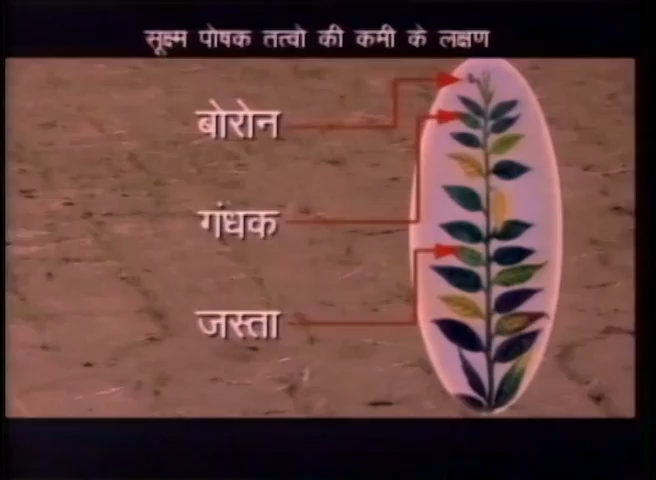 सूक्ष्म पोषक तत्वो की कमी के लक्षण
बोरोन
गंधक
जस्ता